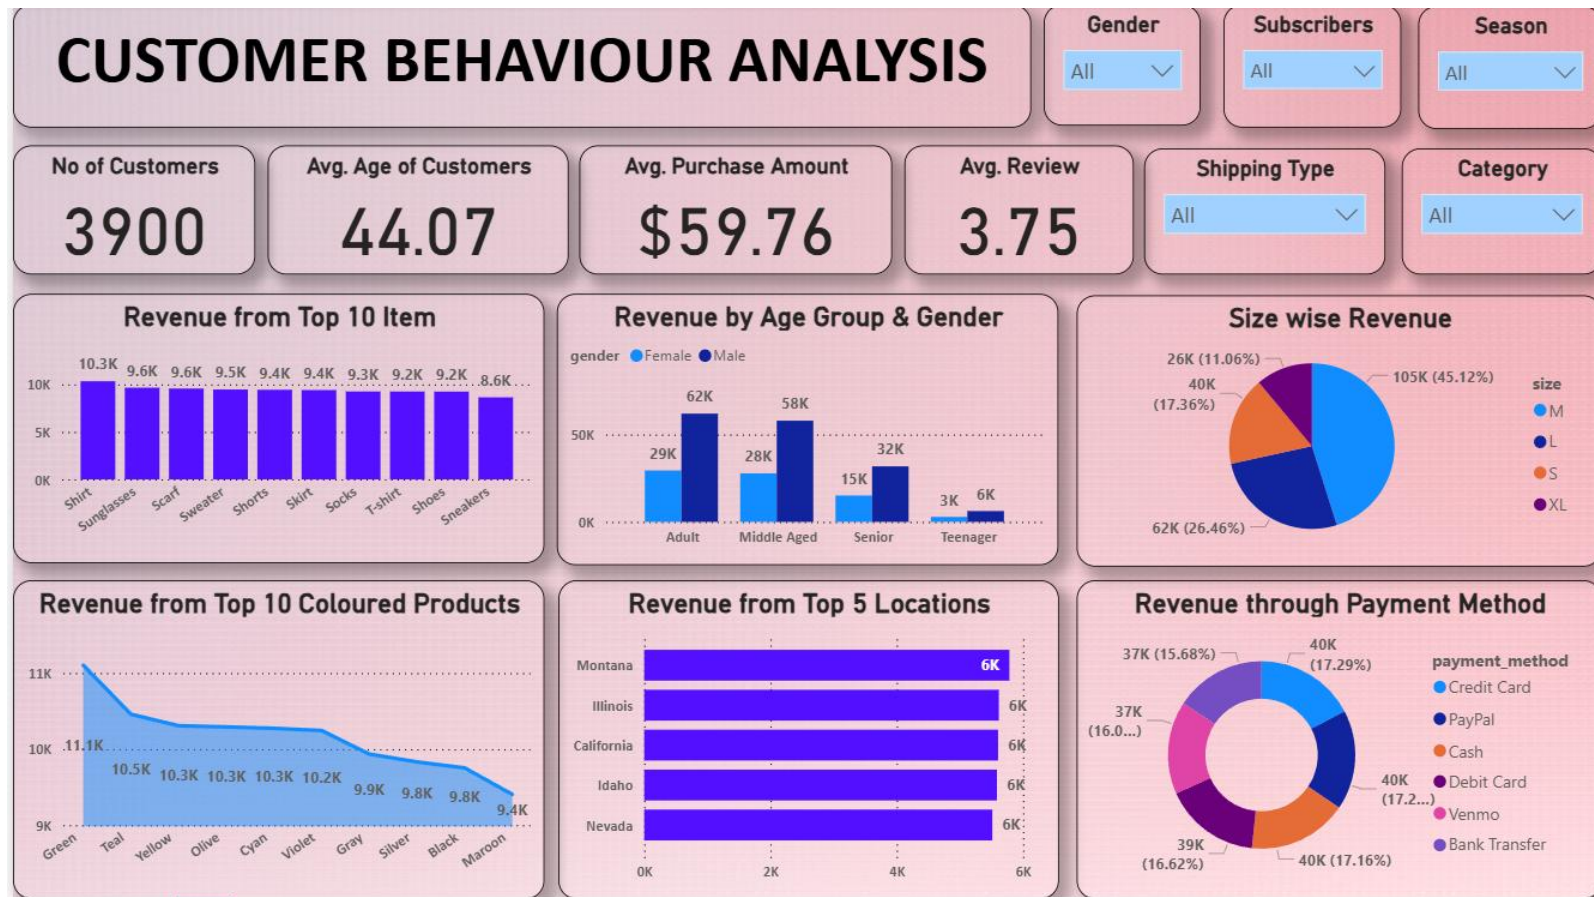 CUSTOMER BEHAVIOUR ANALYSIS
Gender
All
Subscribers
All
Season
All
No of Customers
3900
Avg. Age of Customers
44.07
Avg. Purchase Amount
$59.76
Avg. Review
3.75
Shipping Type
All
Category
All
Revenue from Top 10 Item
10.3K 9.6K 9.6K 9.5K 9.4K 9.4K 9.3K 9.2K 9.2K 8.6K
10K
5K
0K
Shirt Sunglasses Scarf Sweater Shorts Skirt Socks T-shirt Shoes Sneakers
Revenue by Age Group & Gender
gender Female Male
62K
58K
50K
29K
28K
32K
15K
3K
6K
0K
Adult Middle Aged Senior Teenager
Size wise Revenue
26K (11.06%)
105K (45.12%)
40K
(17.36%)
62K (26.46%)
size
M
L
S
XL
Revenue from Top 10 Coloured Products
11K
10K
9K
11.1K 10.5K 10.3K 10.3K 10.3K 10.2K 9.9K 9.8K 9.8K 9.4K
Green Teal Yellow Olive Cyan Violet Gray Silver Black Maroon
Revenue from Top 5 Locations
Montana 6K
Illinois 6K
California 6K
Idaho 6K
Nevada 6K
0K 2K 4K 6K
Revenue through Payment Method
37K (15.68%)
40K
(17.29%)
37K
(16.0...)
40K
(17.2...)
39K
(16.62%)
40K (17.16%)
payment_method
Credit Card
PayPal
Cash
Debit Card
Venmo
Bank Transfer